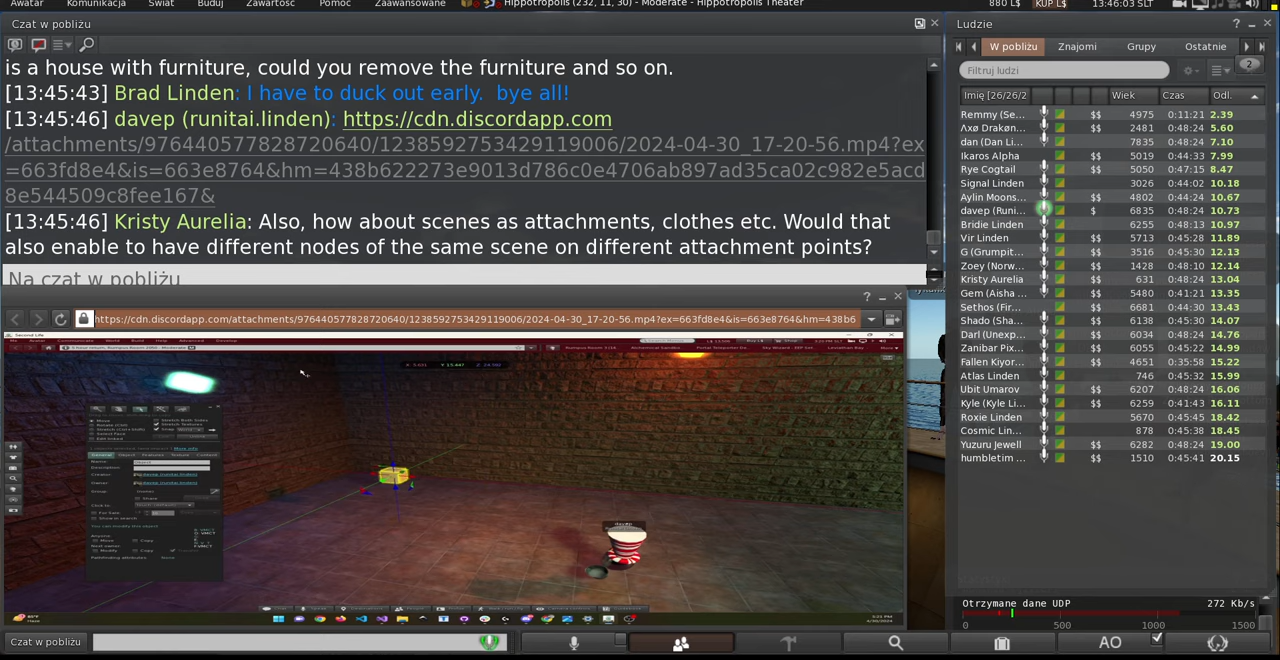 Awatar Komunikacja Świat Buduj Zawartość Pomoc Zaawansowane Hippotropolis (232, 11, 30) - Moderate - Hippotropolis Theater 880 L$ KUP L$ 13:46:03 SLT
Czat w pobliżu
is a house with furniture, could you remove the furniture and so on.
[13:45:43] Brad Linden: I have to duck out early. bye all!
[13:45:46] davep (runitai.linden): https://cdn.discordapp.com
/attachments/976440577828720640/1238592753429119006/2024-04-30_17-20-56.mp4?ex
=663fd8e4&is=663e8764&hm=438b622273e9013d786c0e4706ab897ad35ca02c982e5acd
8e544509c8fee167&
[13:45:46] Kristy Aurelia: Also, how about scenes as attachments, clothes etc. Would that
also enable to have different nodes of the same scene on different attachment points?
Na czat w pobliżu
https://cdn.discordapp.com/attachments/976440577828720640/1238592753429119006/2024-04-30_17-20-56.mp4?ex=663fd8e4&is=663e8764&hm=438b6
Second Life
General Object Features Texture Content
davep
Czat w pobliżu
Ludzie
W pobliżu Znajomi Grupy Ostatnie
Filtruj ludzi
2
Imię [26/26/2 Wiek Czas Odl.
Remmy (Se... $$ 4975 0:11:21 2.39
Λxσ Drakøn... $$ 2481 0:48:24 5.60
dan (Dan Li... 7835 0:48:24 7.10
Ikaros Alpha $$ 5019 0:44:33 7.99
Rye Cogtail $$ 5050 0:47:15 8.47
Signal Linden 3026 0:44:02 10.18
Aylin Moons... $$ 4802 0:44:24 10.67
davep (Runi... $ 6835 0:48:24 10.73
Bridie Linden 6255 0:48:13 10.97
Vir Linden $$ 5713 0:45:28 11.89
G (Grumpit... $$ 3516 0:45:30 12.13
Zoey (Norw... $$ 1428 0:48:10 12.14
Kristy Aurelia $$ 631 0:48:24 13.04
Gem (Aisha ... $$ 5480 0:41:21 13.35
Sethos (Fir... $$ 6681 0:44:30 13.43
Shado (Sha... $$ 6138 0:45:30 14.07
Darl (Unexp... $$ 6034 0:48:24 14.76
Zanibar Pix... $$ 6055 0:45:22 14.99
Fallen Kiyor... $$ 4651 0:35:58 15.22
Atlas Linden 746 0:45:32 15.99
Ubit Umarov $$ 6207 0:48:24 16.06
Kyle (Kyle Li... $$ 6259 0:41:43 16.11
Roxie Linden 5670 0:45:45 18.42
Cosmic Lin... 878 0:45:38 18.45
Yuzuru Jewell $$ 6282 0:48:24 19.00
humbletim ... $$ 1510 0:45:41 20.15
Otrzymane dane UDP 272 Kb/s
0 500 1000 1500
AO